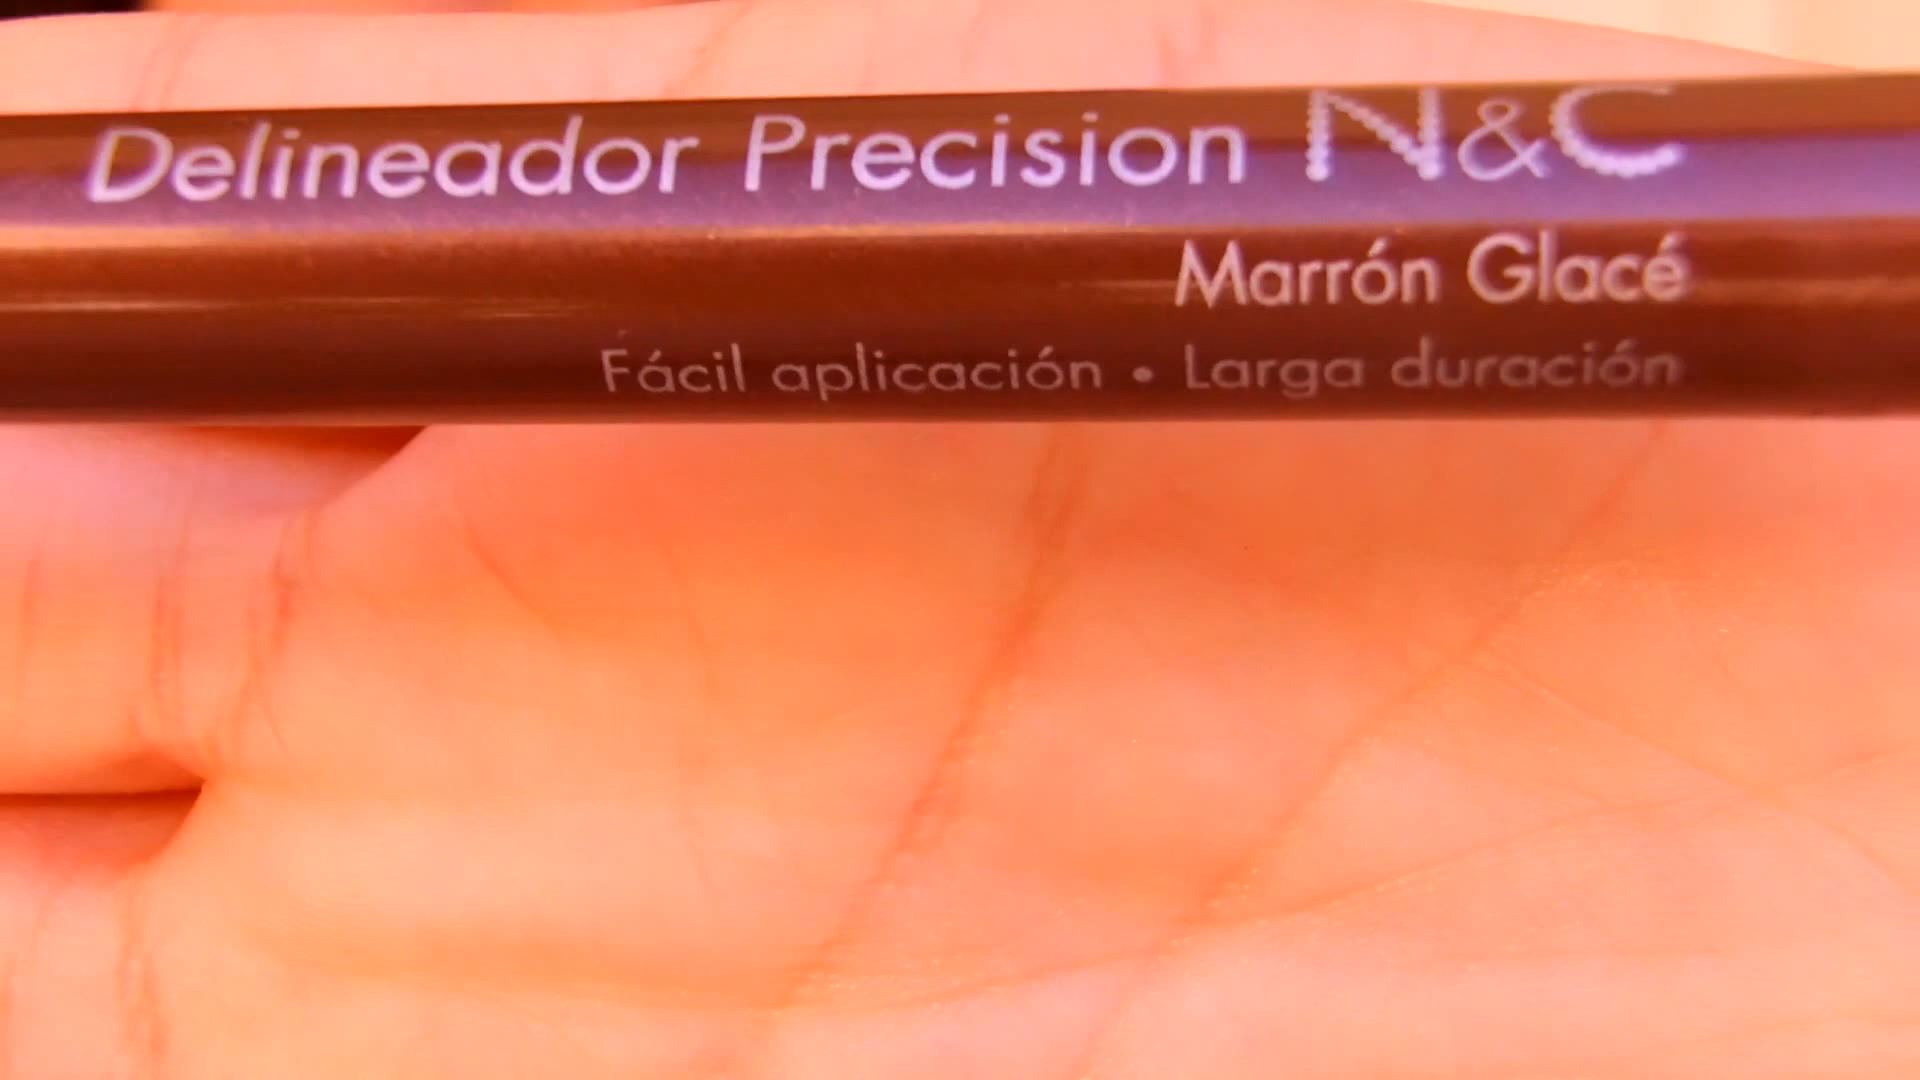 Delineador Precision N&C
Marrón Glacé
Fácil aplicación • Larga duración